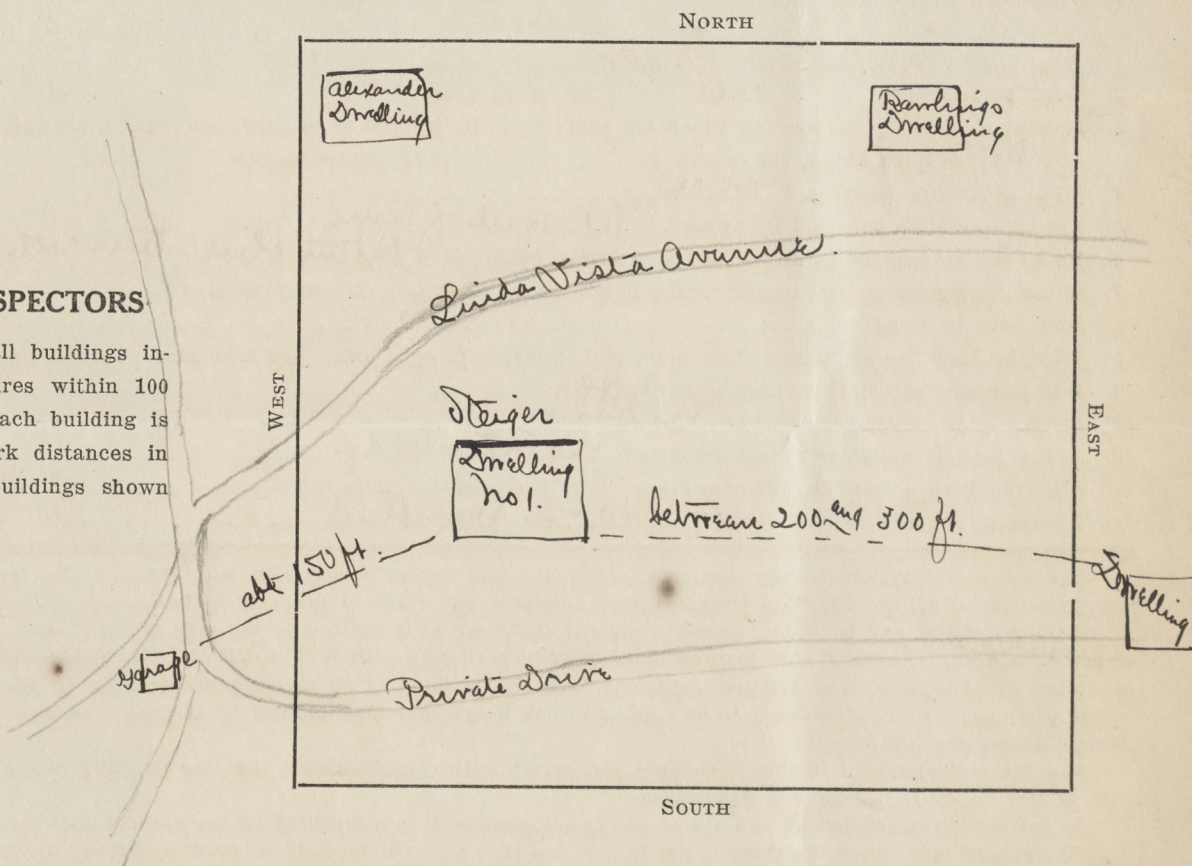 NORTH
Alexander
Dwelling
Rawlings
Dwelling
Linda Vista Avenue.
SPECTORS
ll buildings in-
res within 100
ach building is
rk distances in
uildings shown
WEST
EAST
Steiger
Dwelling
No 1.
between 200 and 300 ft.
abt 150 ft.
Dwelling
garage
Private Drive
SOUTH